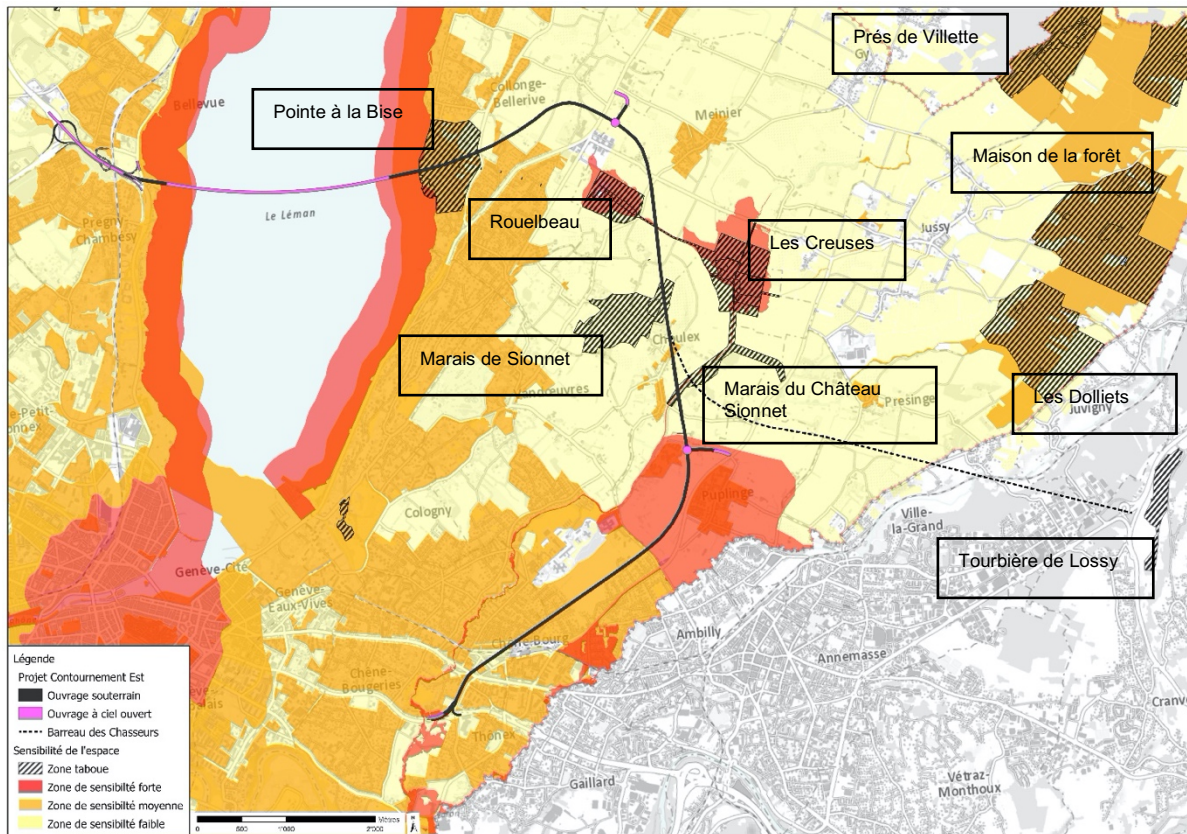 Prés de Villette
Gy
Bellevue
Pointe à la Bise
Collonge-
Bellerive
Meinier
Maison de la forêt
Le Léman
Prégny-
Chambésy
Rouelbeau
Les Creuses
Jussy
Marais de Sionnet
Choulex
Vandœuvres
Marais du Château
Sionnet
Presinge
Les Dolliets
Juvigny
Cologny
Puplinge
Ville-
la-Grand
Tourbière de Lossy
Genève-Cité
Genève-
Eaux-Vives
Chêne-Bourg
Ambilly
Annemasse
Chêne-
Bougeries
Thônex
Gaillard
Vétraz-
Monthoux
Légende
Projet Contournement Est
Ouvrage souterrain
Ouvrage à ciel ouvert
Barreau des Chasseurs
Sensibilité de l'espace
Zone taboue
Zone de sensibilté forte
Zone de sensibilté moyenne
Zone de sensibilté faible
Mètres
0 500 1'000 2'000